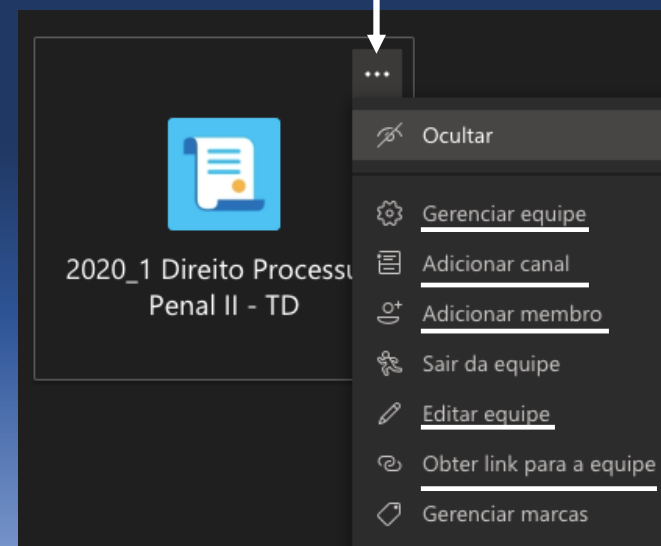 Ocultar
2020_1 Direito Processu
Penal II - TD
Gerenciar equipe
Adicionar canal
Adicionar membro
Sair da equipe
Editar equipe
Obter link para a equipe
Gerenciar marcas